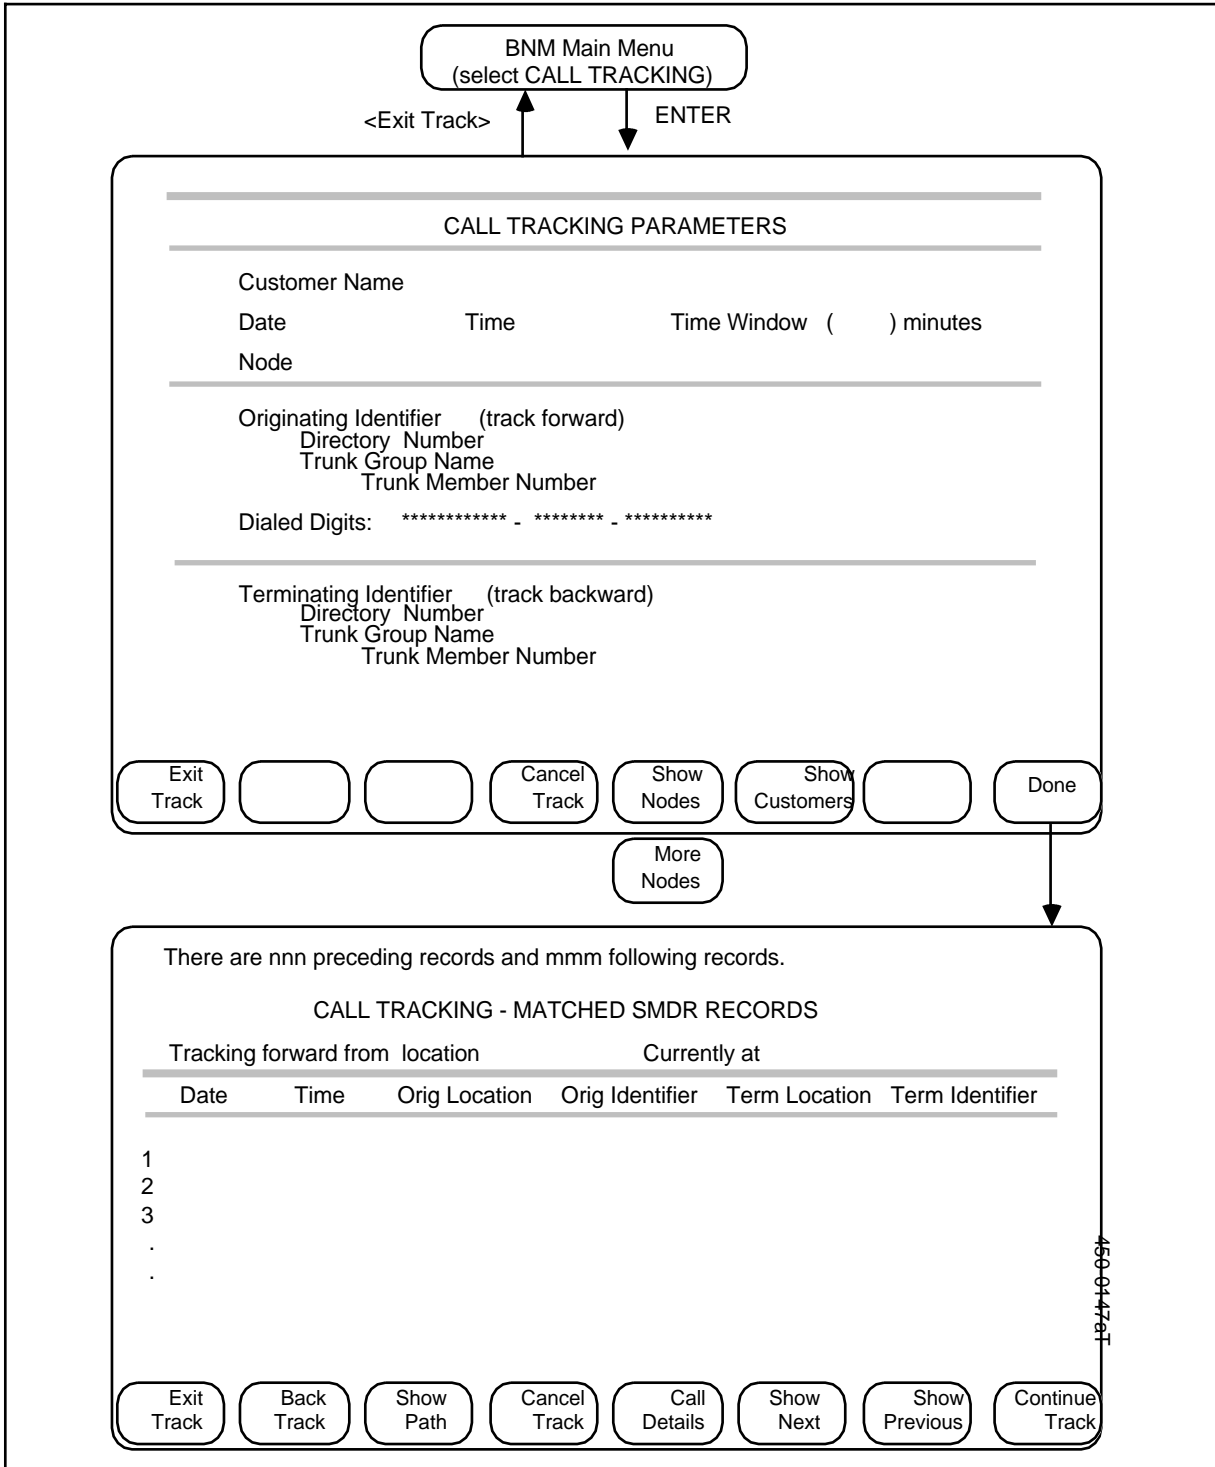 BNM Main Menu
(select CALL TRACKING)
<Exit Track>
ENTER
CALL TRACKING PARAMETERS
Customer Name
Date Time Time Window ( ) minutes
Node
Originating Identifier (track forward)
Directory Number
Trunk Group Name
Trunk Member Number
Dialed Digits: ************ - ******** - **********
Terminating Identifier (track backward)
Directory Number
Trunk Group Name
Trunk Member Number
Exit
Track
Cancel
Track
Show
Nodes
Show
Customers
Done
More
Nodes
There are nnn preceding records and mmm following records.
CALL TRACKING - MATCHED SMDR RECORDS
Tracking forward from location Currently at
Date Time Orig Location Orig Identifier Term Location Term Identifier
1
2
3
.
.
450-0147aT
Exit
Track
Back
Track
Show
Path
Cancel
Track
Call
Details
Show
Next
Show
Previous
Continue
Track